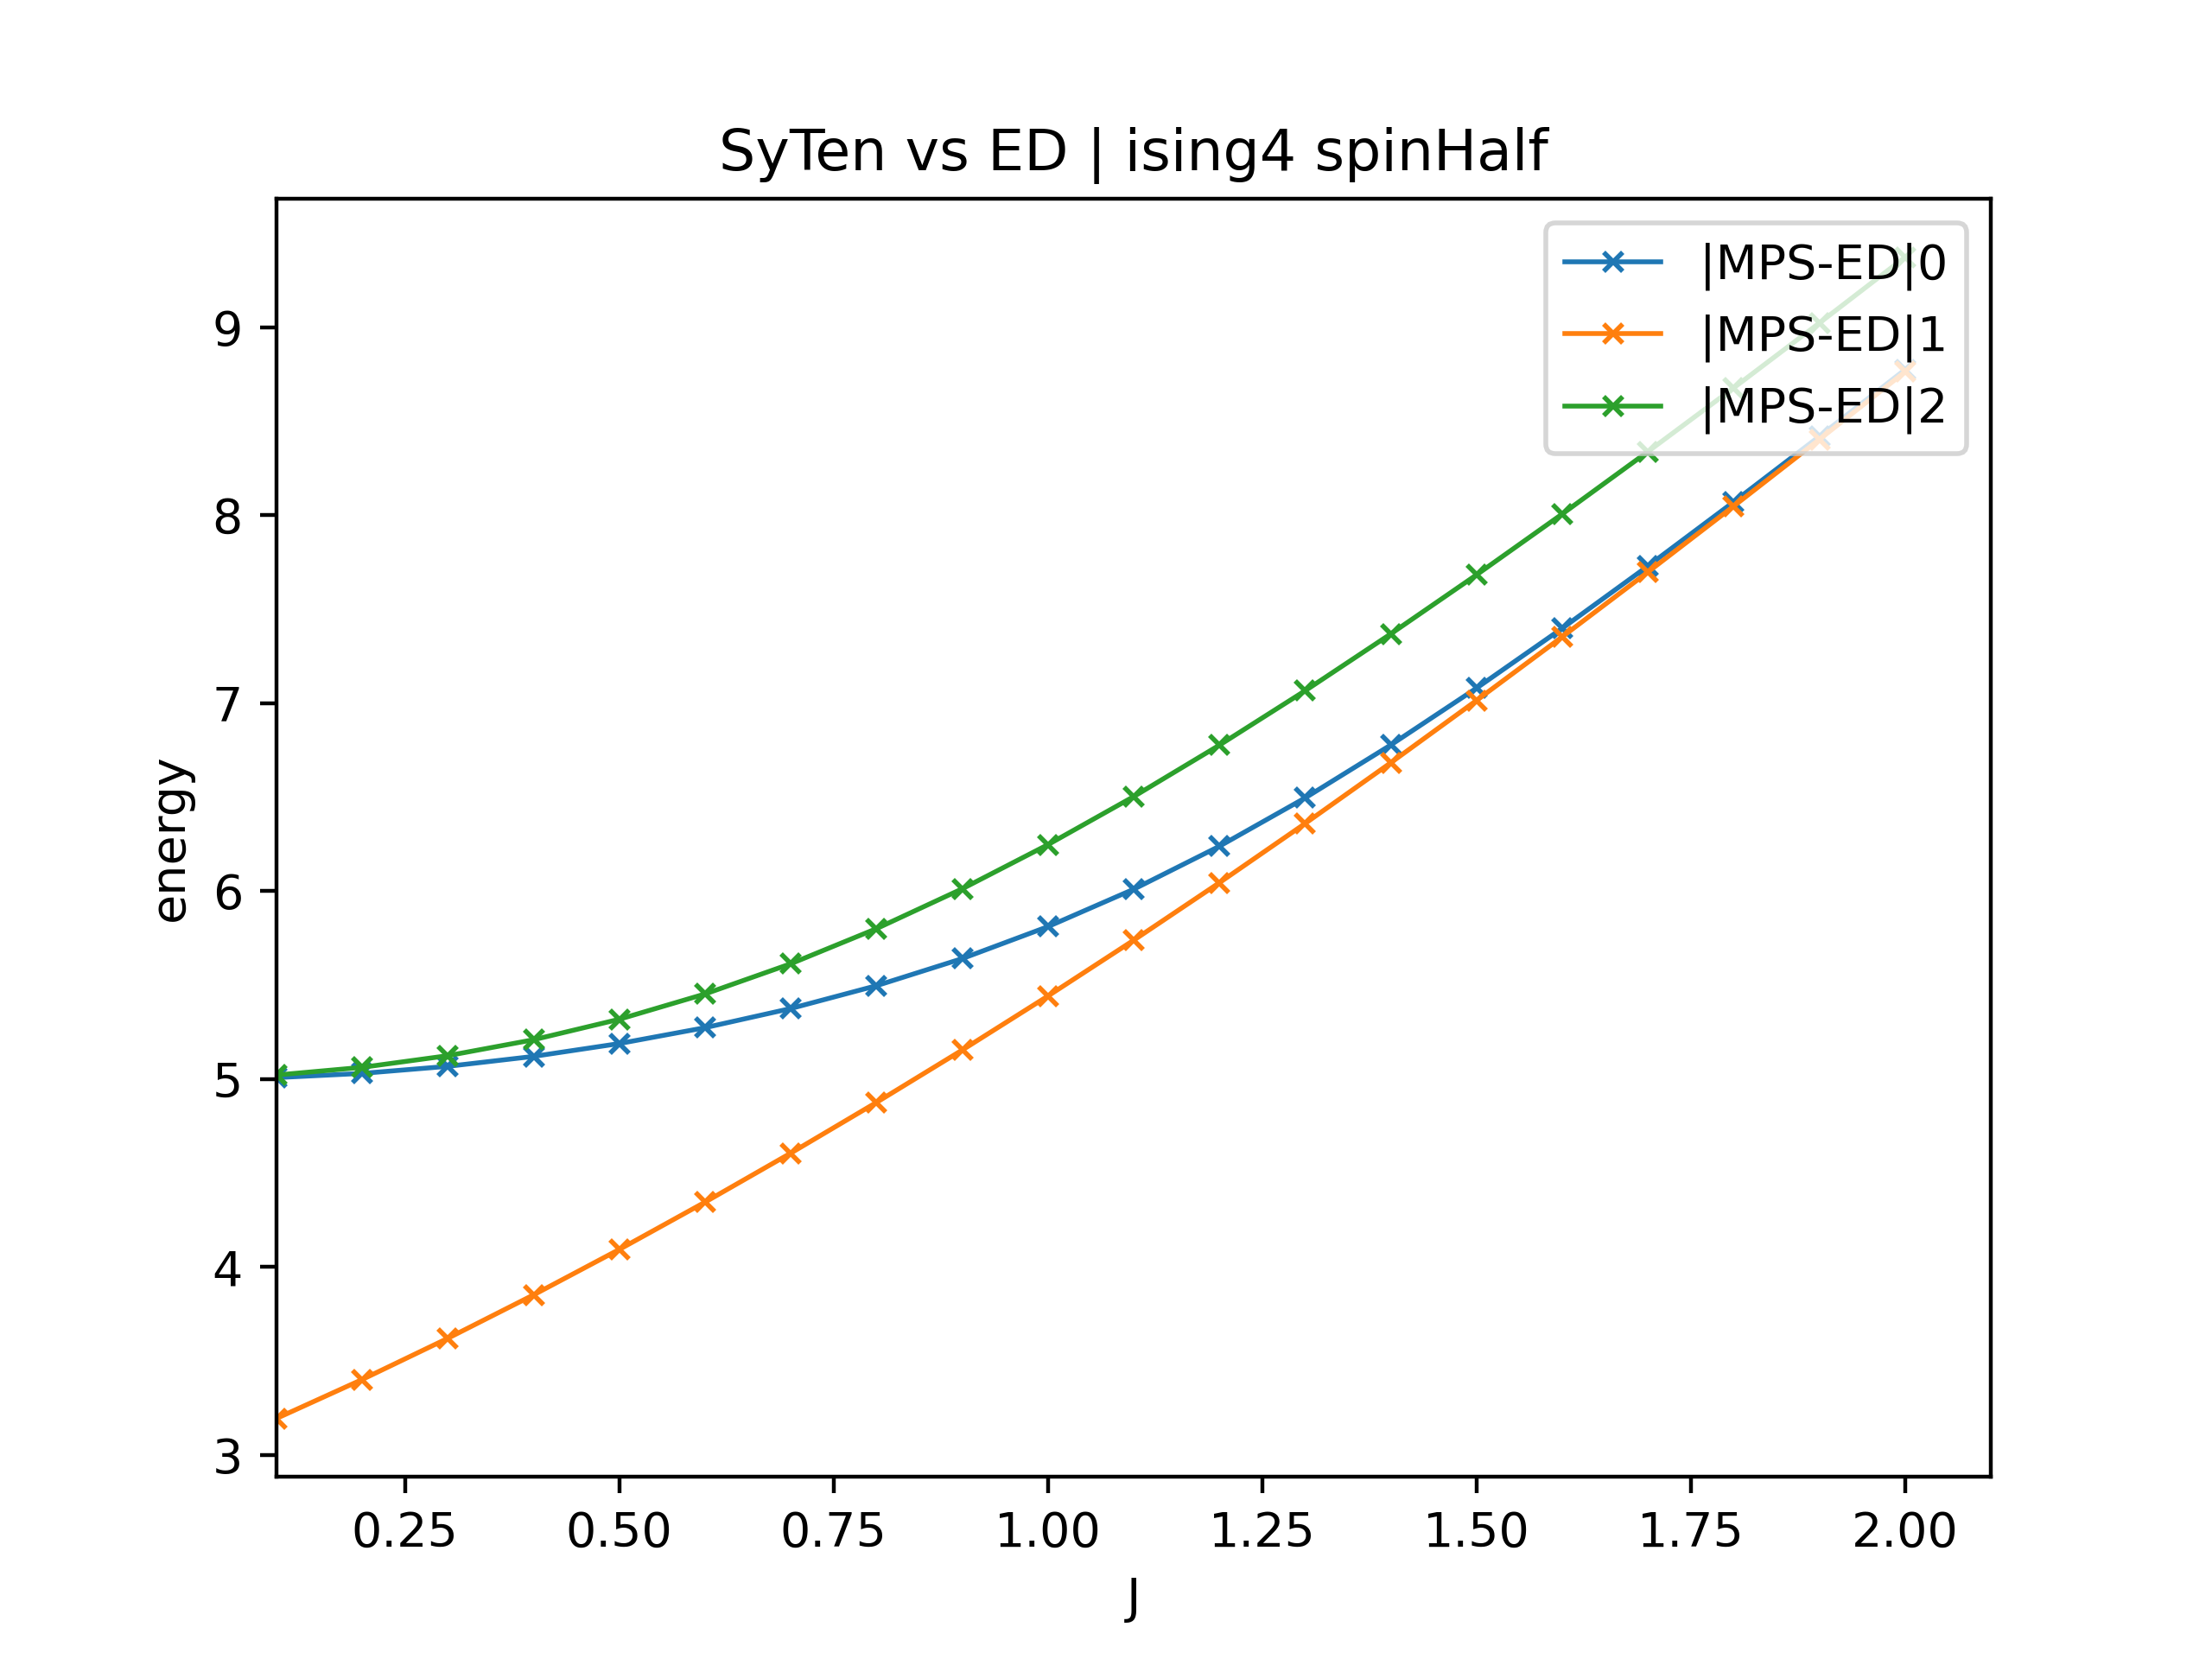 SyTen vs ED | ising4 spinHalf
|MPS-ED|0
|MPS-ED|1
|MPS-ED|2
energy
9
8
7
6
5
4
3
0.25 0.50 0.75 1.00 1.25 1.50 1.75 2.00
J